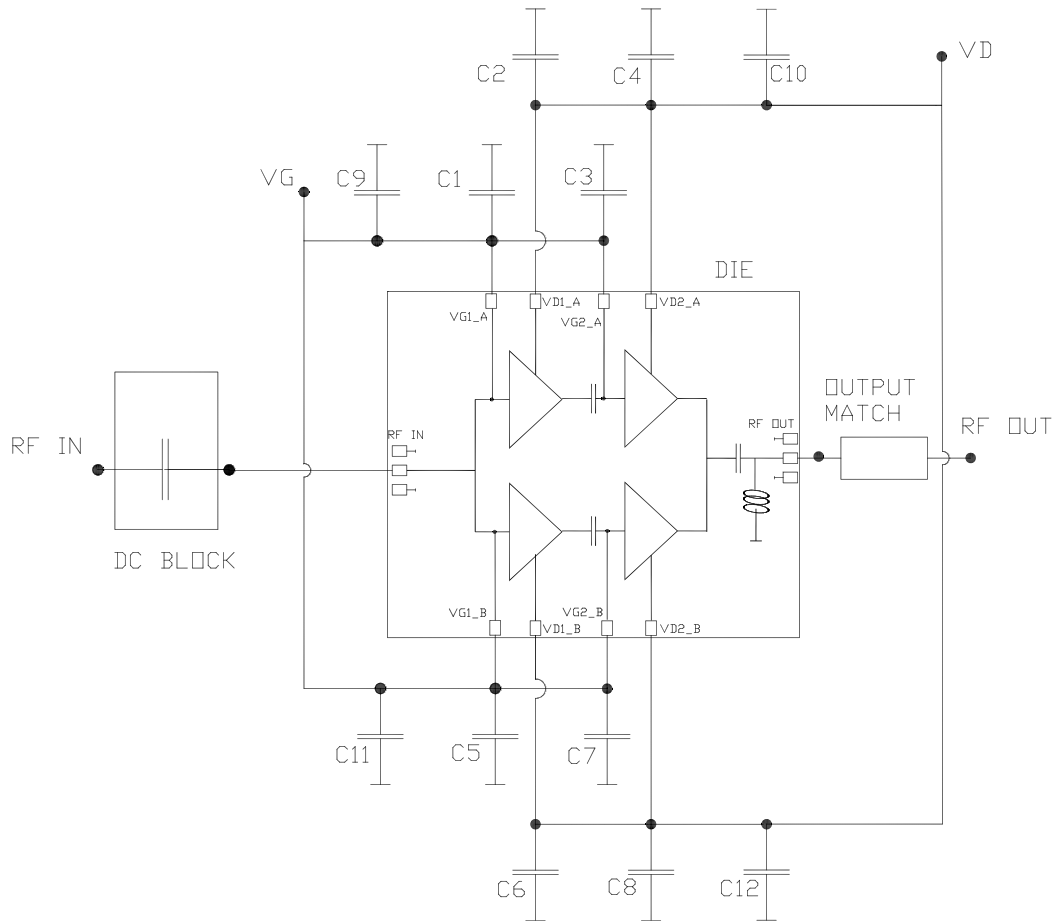 VD
C2
C4
C10
VG
C9
C1
C3
DIE
VG1_A
VD1_A
VG2_A
VD2_A
OUTPUT
MATCH
RF IN
RF IN
RF OUT
RF OUT
DC BLOCK
VG1_B
VD1_B
VG2_B
VD2_B
C11
C5
C7
C6
C8
C12